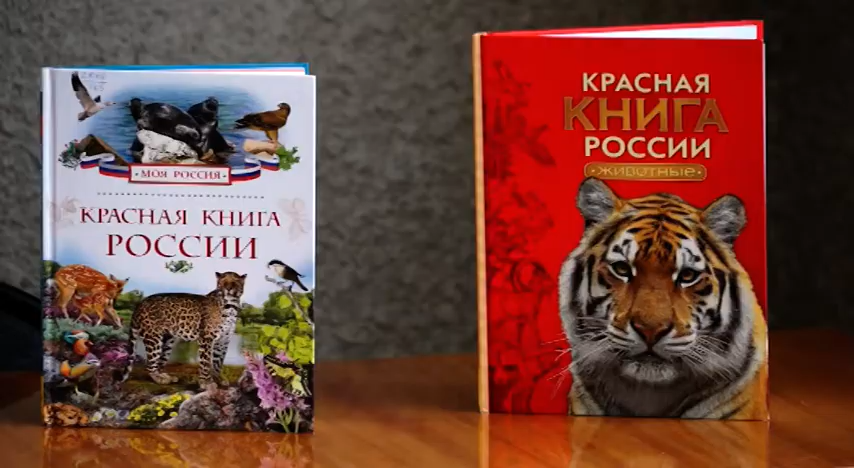 МОЯ РОССИЯ
КРАСНАЯ КНИГА
РОССИИ
КРАСНАЯ
КНИГА
РОССИИ
ЖИВОТНЫЕ